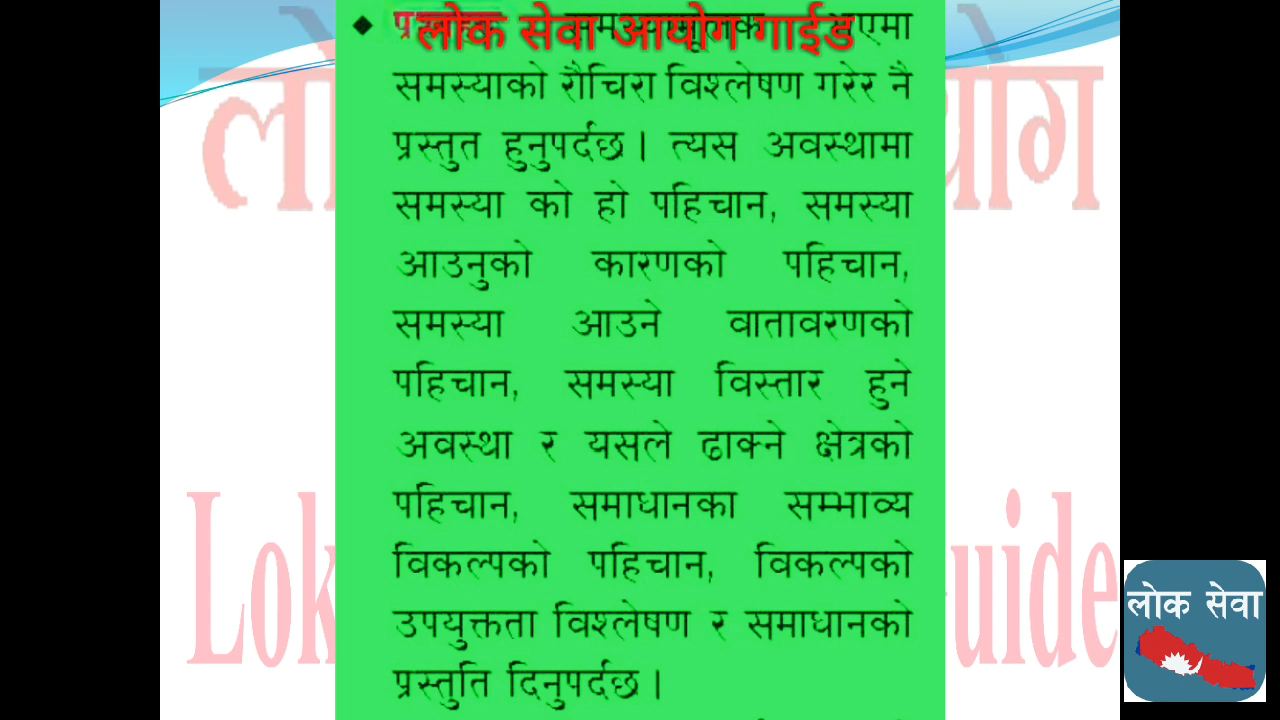 लोक सेवा आयोग गाईड
समस्याको रौचिरा विश्लेषण गरेर नै
प्रस्तुत हुनुपर्दछ । त्यस अवस्थामा
समस्या को हो पहिचान, समस्या
आउनुको कारणको पहिचान,
समस्या आउने वातावरणको
पहिचान, समस्या विस्तार हुने
अवस्था र यसले ढाक्ने क्षेत्रको
पहिचान, समाधानका सम्भाव्य
विकल्पको पहिचान, विकल्पको
उपयुक्तता विश्लेषण र समाधानको
प्रस्तुति दिनुपर्दछ ।
लोक सेवा